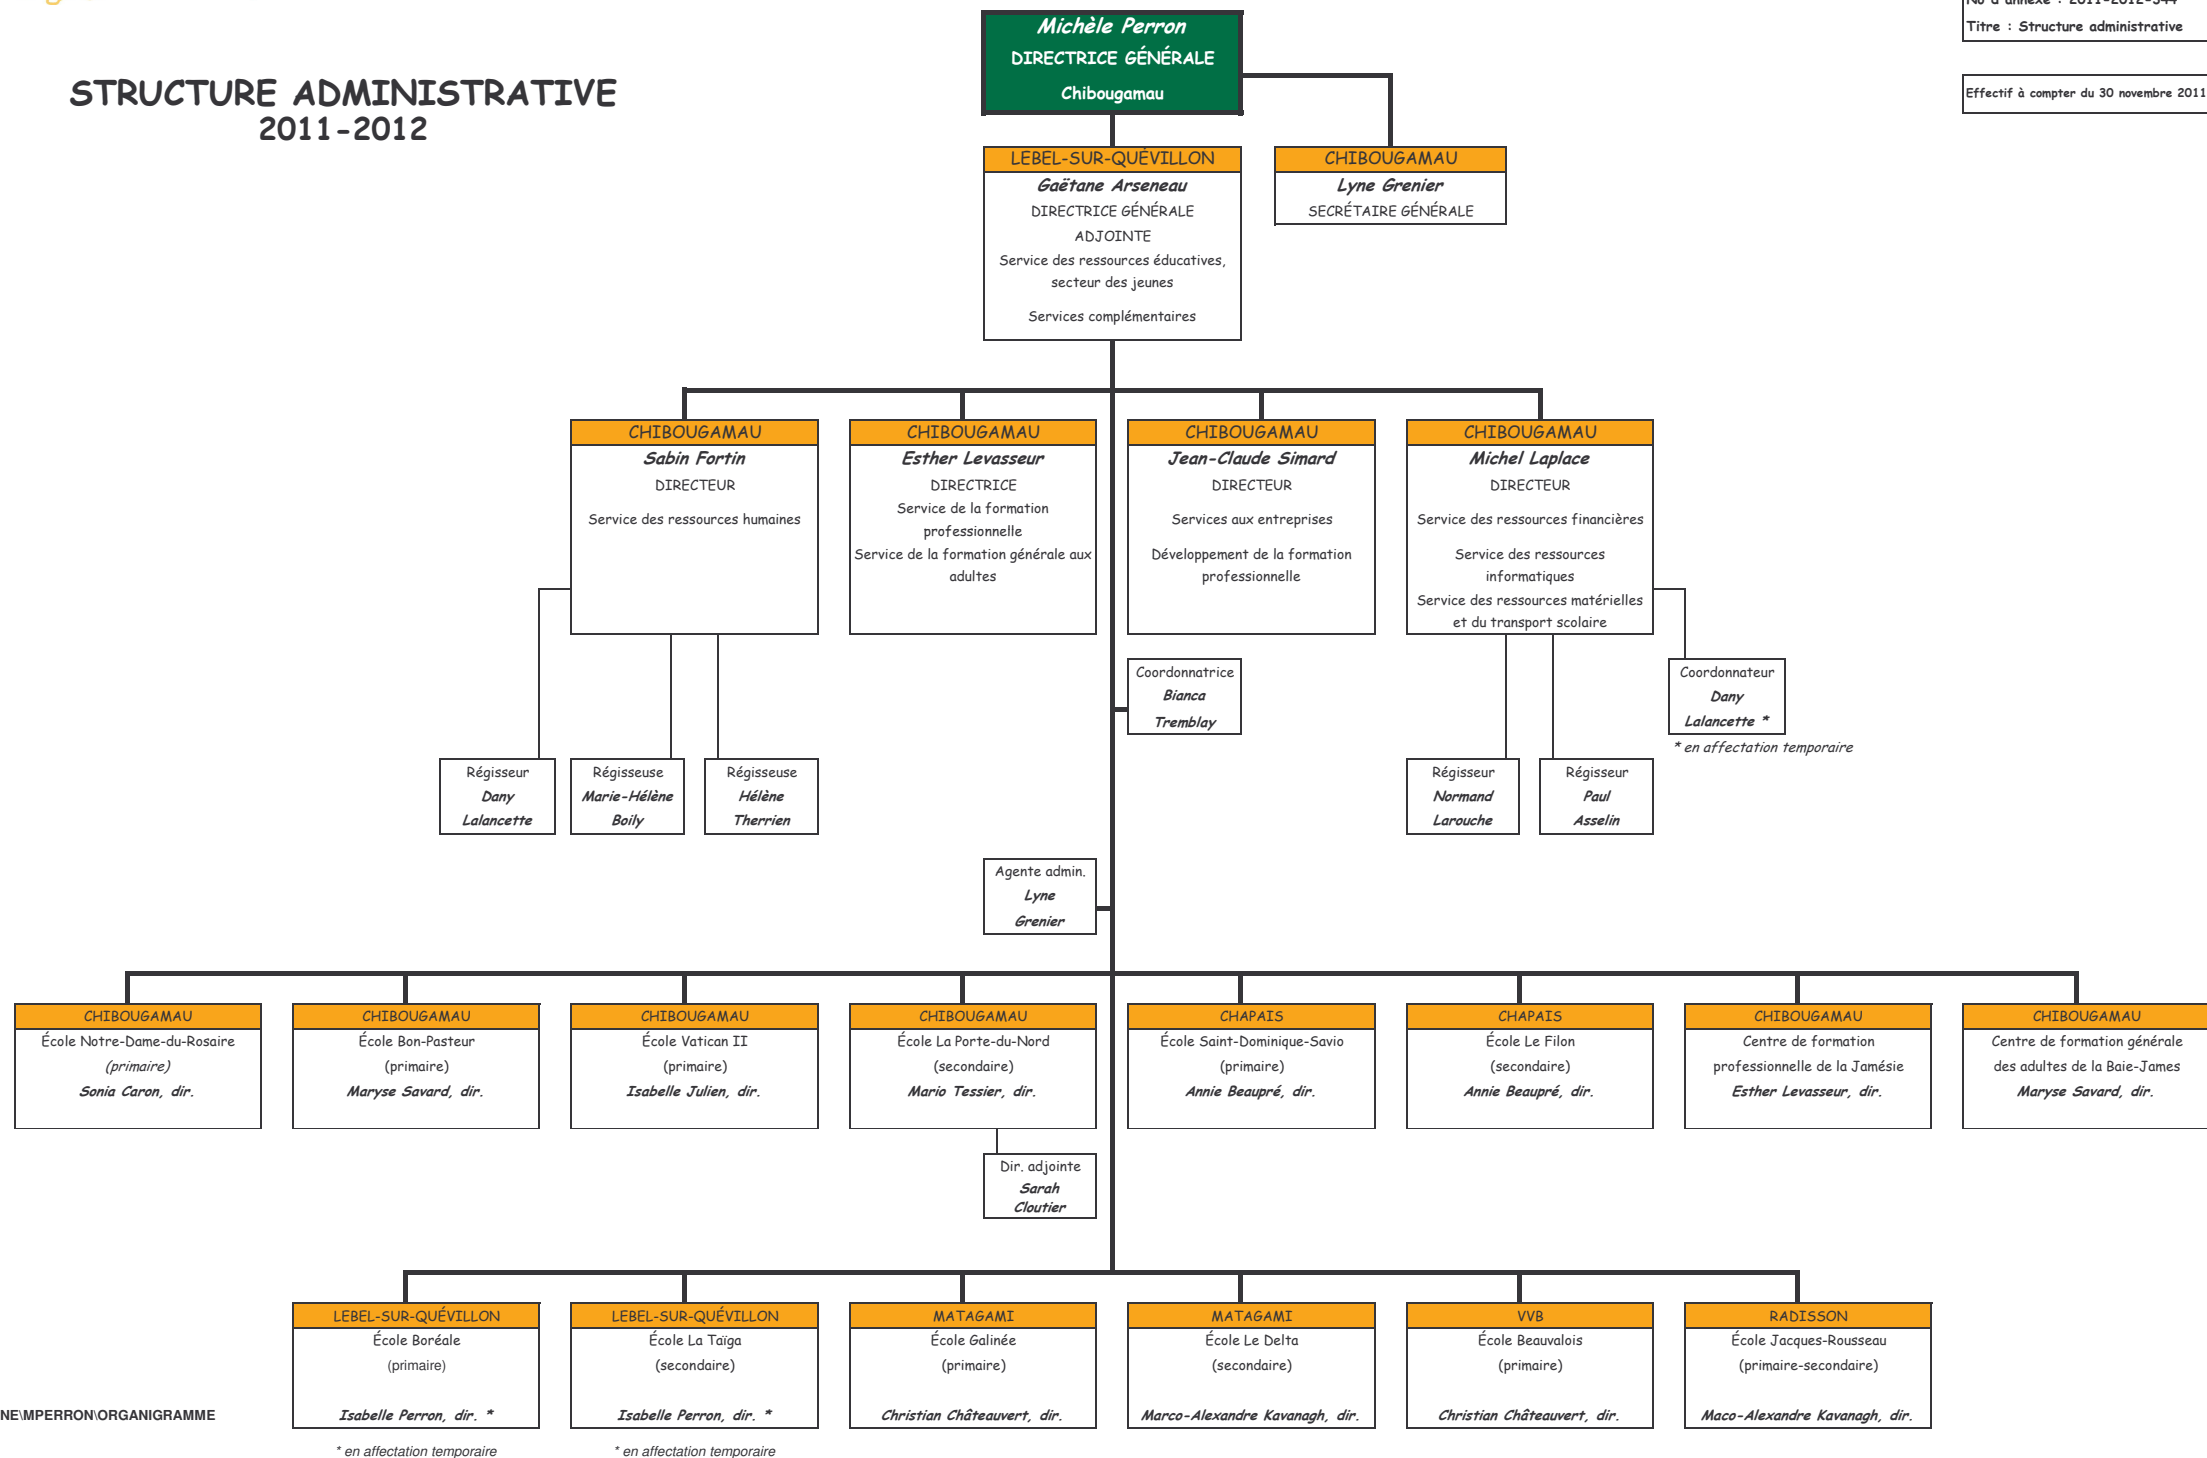 No d'annexe : 2011-2012-344
Titre : Structure administrative
Effectif à compter du 30 novembre 2011
STRUCTURE ADMINISTRATIVE
2011-2012
Michèle Perron
DIRECTRICE GÉNÉRALE
Chibougamau
LEBEL-SUR-QUÉVILLON
Gaëtane Arseneau
DIRECTRICE GÉNÉRALE
ADJOINTE
Service des ressources éducatives,
secteur des jeunes
Services complémentaires
CHIBOUGAMAU
Lyne Grenier
SECRÉTAIRE GÉNÉRALE
CHIBOUGAMAU
Sabin Fortin
DIRECTEUR
Service des ressources humaines
CHIBOUGAMAU
Esther Levasseur
DIRECTRICE
Service de la formation
professionnelle
Service de la formation générale aux
adultes
CHIBOUGAMAU
Jean-Claude Simard
DIRECTEUR
Services aux entreprises
Développement de la formation
professionnelle
CHIBOUGAMAU
Michel Laplace
DIRECTEUR
Service des ressources financières
Service des ressources
informatiques
Service des ressources matérielles
et du transport scolaire
Coordonnatrice
Bianca
Tremblay
Coordonnateur
Dany
Lalancette *
* en affectation temporaire
Régisseur
Dany
Lalancette
Régisseuse
Marie-Hélène
Boily
Régisseuse
Hélène
Therrien
Régisseur
Normand
Larouche
Régisseur
Paul
Asselin
Agente admin.
Lyne
Grenier
CHIBOUGAMAU
École Notre-Dame-du-Rosaire
(primaire)
Sonia Caron, dir.
CHIBOUGAMAU
École Bon-Pasteur
(primaire)
Maryse Savard, dir.
CHIBOUGAMAU
École Vatican II
(primaire)
Isabelle Julien, dir.
CHIBOUGAMAU
École La Porte-du-Nord
(secondaire)
Mario Tessier, dir.
CHAPAIS
École Saint-Dominique-Savio
(primaire)
Annie Beaupré, dir.
CHAPAIS
École Le Filon
(secondaire)
Annie Beaupré, dir.
CHIBOUGAMAU
Centre de formation
professionnelle de la Jamésie
Esther Levasseur, dir.
CHIBOUGAMAU
Centre de formation générale
des adultes de la Baie-James
Maryse Savard, dir.
Dir. adjointe
Sarah
Cloutier
LEBEL-SUR-QUÉVILLON
École Boréale
(primaire)
Isabelle Perron, dir. *
* en affectation temporaire
LEBEL-SUR-QUÉVILLON
École La Taïga
(secondaire)
Isabelle Perron, dir. *
* en affectation temporaire
MATAGAMI
École Galinée
(primaire)
Christian Châteauvert, dir.
MATAGAMI
École Le Delta
(secondaire)
Marco-Alexandre Kavanagh, dir.
VVB
École Beauvalois
(primaire)
Christian Châteauvert, dir.
RADISSON
École Jacques-Rousseau
(primaire-secondaire)
Maco-Alexandre Kavanagh, dir.
NE\MPERRON\ORGANIGRAMME